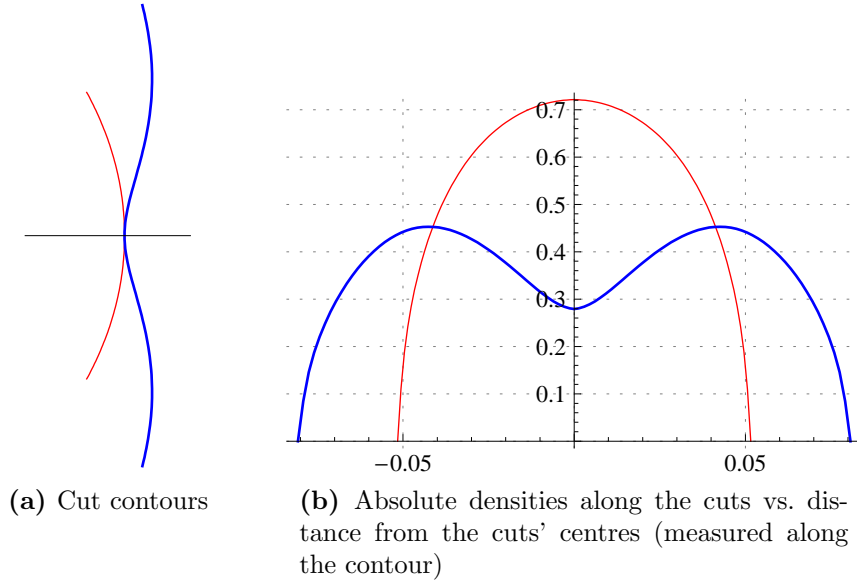 0.7
0.6
0.5
0.4
0.3
0.2
0.1
−0.05 0.05
(a) Cut contours
(b) Absolute densities along the cuts vs. dis-
tance from the cuts’ centres (measured along
the contour)